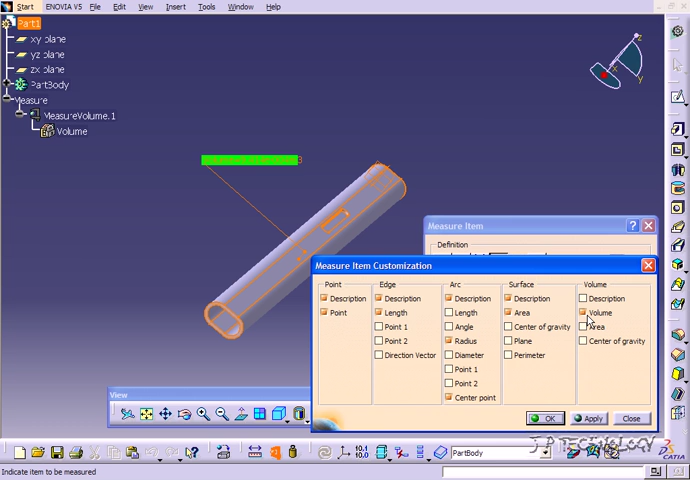 Start ENOVIA V5 File Edit View Insert Tools Window Help
Part1
xy plane
yz plane
zx plane
PartBody
Measure
MeasureVolume.1
Volume
z
x
y
Measure Item
Definition
Measure Item Customization
Point Edge Arc Surface Volume
Description Description Description Description Description
Point Length Length Area Volume
Point 1 Angle Center of gravity Area
Point 2 Radius Plane Center of gravity
Direction Vector Diameter Perimeter
Point 1
Point 2
Center point
View
OK Apply Close
J.P TECHNOLOGY
PartBody
CATIA
Indicate item to be measured